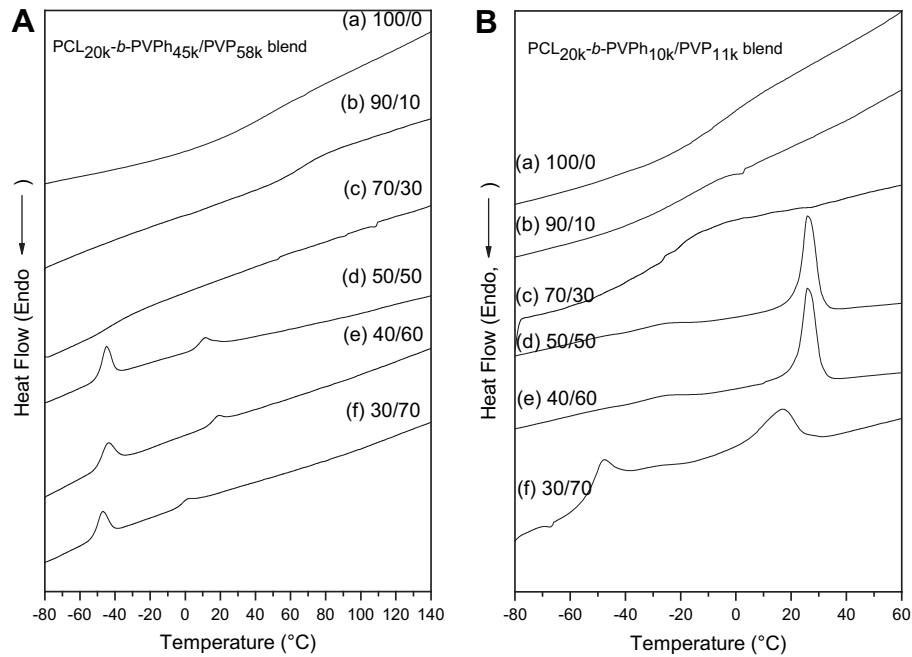 A
PCL20k-b-PVPh45k/PVP58k blend
(a) 100/0
(b) 90/10
(c) 70/30
(d) 50/50
(e) 40/60
(f) 30/70
Heat Flow (Endo )
-80 -60 -40 -20 0 20 40 60 80 100 120 140
Temperature (°C)
B
PCL20k-b-PVPh10k/PVP11k blend
(a) 100/0
(b) 90/10
(c) 70/30
(d) 50/50
(e) 40/60
(f) 30/70
Heat Flow (Endo, )
-80 -60 -40 -20 0 20 40 60
Temperature (°C)